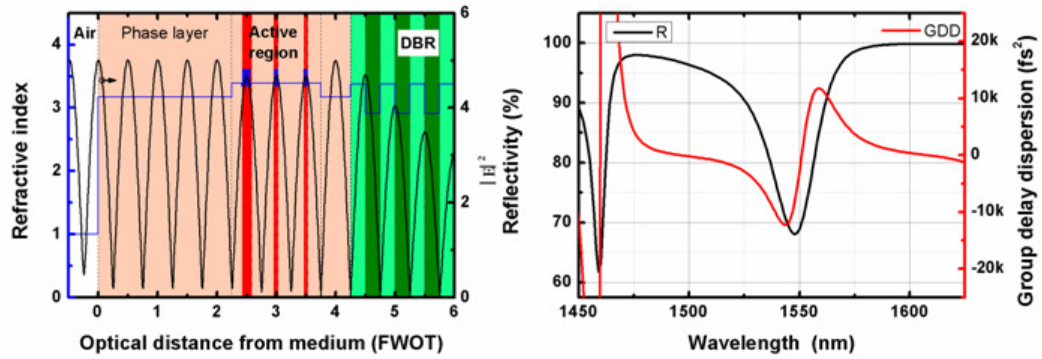 Air
Phase layer
Active
region
DBR
4
3
2
1
0
6
4
2
0
0 1 2 3 4 5 6
Refractive index
|E|²
Optical distance from medium (FWOT)
R
GDD
100
90
80
70
60
20k
10k
0
-10k
-20k
1450 1500 1550 1600
Reflectivity (%)
Group delay dispersion (fs²)
Wavelength (nm)